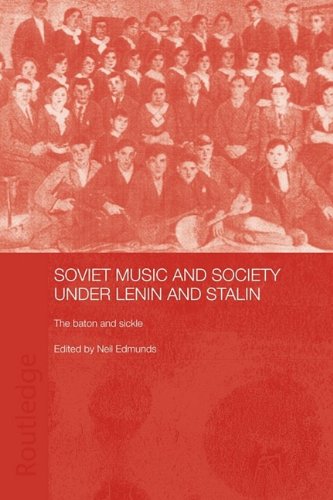 SOVIET MUSIC AND SOCIETY
UNDER LENIN AND STALIN
The baton and sickle
Edited by Neil Edmunds
Routledge